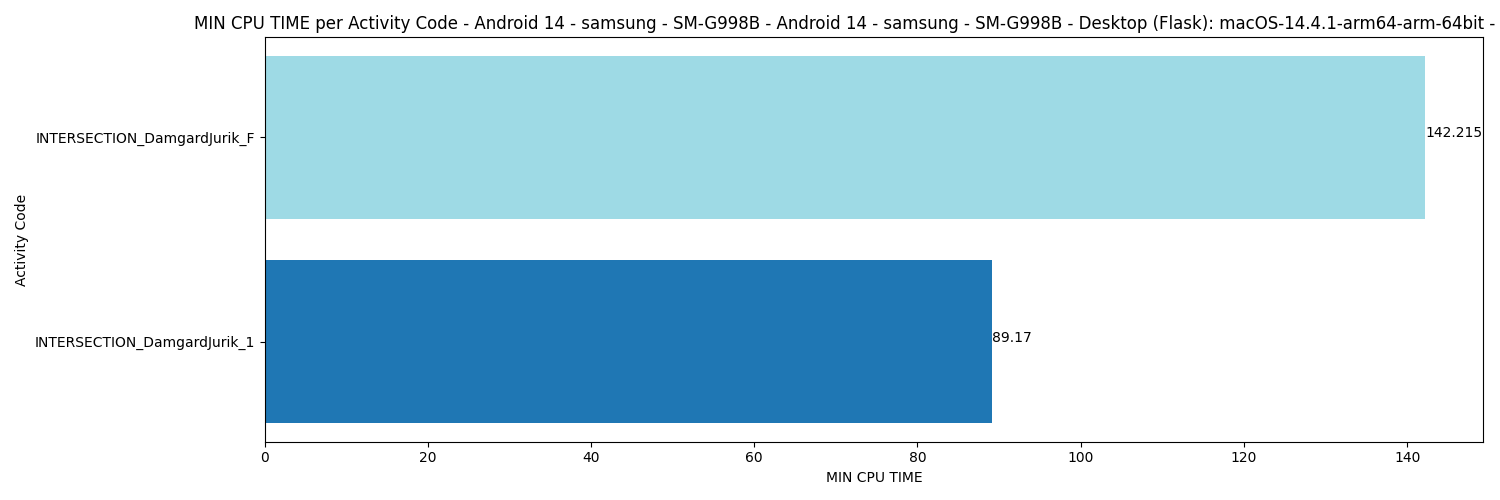 MIN CPU TIME per Activity Code - Android 14 - samsung - SM-G998B - Android 14 - samsung - SM-G998B - Desktop (Flask): macOS-14.4.1-arm64-arm-64bit -
INTERSECTION_DamgardJurik_F
142.215
Activity Code
INTERSECTION_DamgardJurik_1
89.17
0 20 40 60 80 100 120 140
MIN CPU TIME